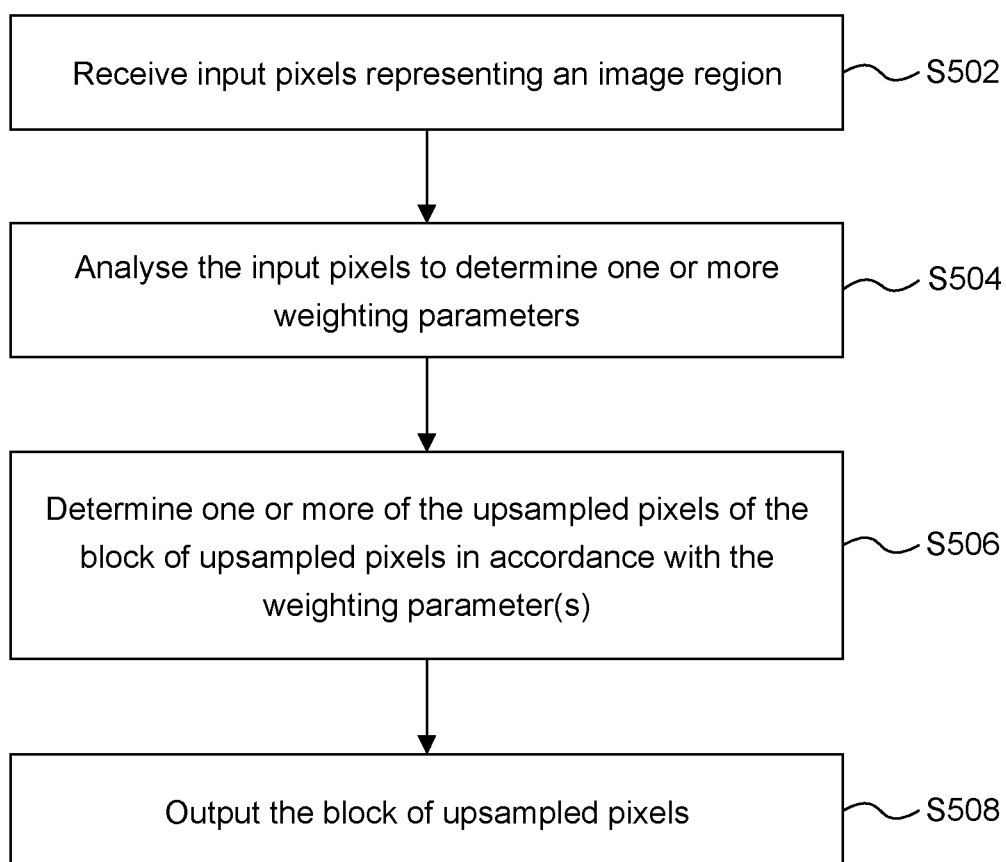 Receive input pixels representing an image region
S502
Analyse the input pixels to determine one or more
weighting parameters
S504
Determine one or more of the upsampled pixels of the
block of upsampled pixels in accordance with the
weighting parameter(s)
S506
Output the block of upsampled pixels
S508